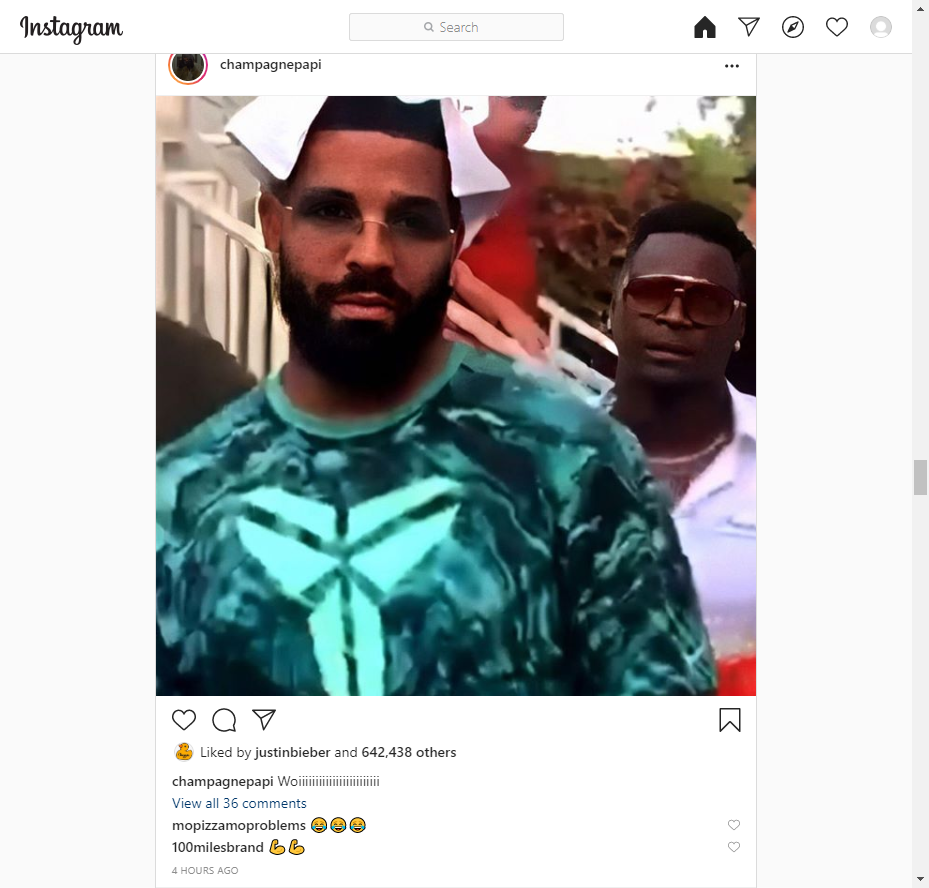 Instagram
Search
champagnepapi
Liked by justinbieber and 642,438 others
champagnepapi Woiiiiiiiiiiiiiiiiiiiiiiii
View all 36 comments
mopizzamoproblems 😂😂😂
100milesbrand 💪💪
4 HOURS AGO